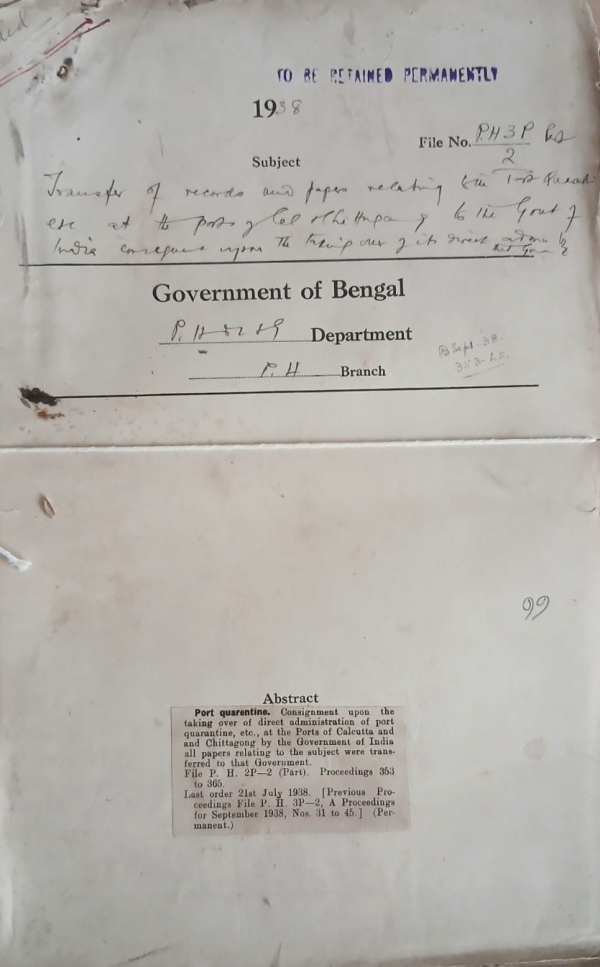 TO BE RETAINED PERMANENTLY
1938
File No. P.H 3P
2
Subject
Transfer of records and papers relating to the
etc at the ports of Cal & Chittagong to the Govt of
India consequent upon the taking over of its direct
Government of Bengal
Department
P.H Branch
Sept. 38
99
Abstract
Port quarentine. Consignment upon the
taking over of direct administration of port
quarantine, etc., at the Ports of Calcutta and
and Chittagong by the Government of India
all papers relating to the subject were trans-
ferred to that Government.
File P. H. 2P—2 (Part). Proceedings 353
to 365.
Last order 21st July 1938. [Previous Pro-
ceedings File P. H. 3P—2, A Proceedings
for September 1938, Nos. 31 to 45.] (Per-
manent.)